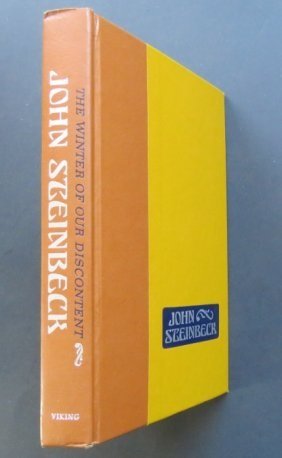 THE WINTER OF OUR DISCONTENT
JOHN STEINBECK
VIKING
JOHN
STEINBECK